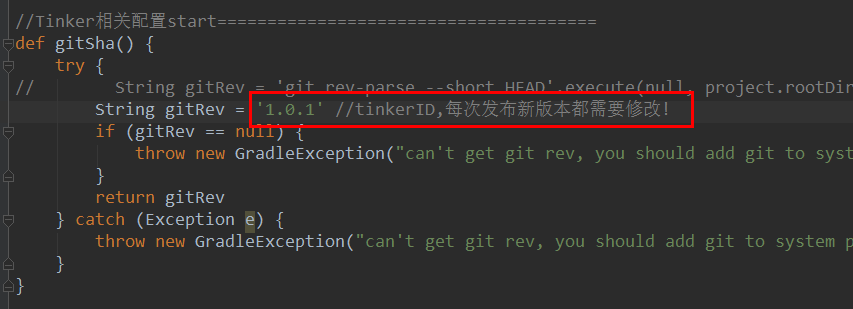 //Tinker相关配置start======================================
def gitSha() {
    try {
//        String gitRev = 'git rev-parse --short HEAD'.execute(null, project.rootDir
        String gitRev = '1.0.1' //tinkerID,每次发布新版本都需要修改!
        if (gitRev == null) {
            throw new GradleException("can't get git rev, you should add git to syst
        }
        return gitRev
    } catch (Exception e) {
        throw new GradleException("can't get git rev, you should add git to system p
    }
}